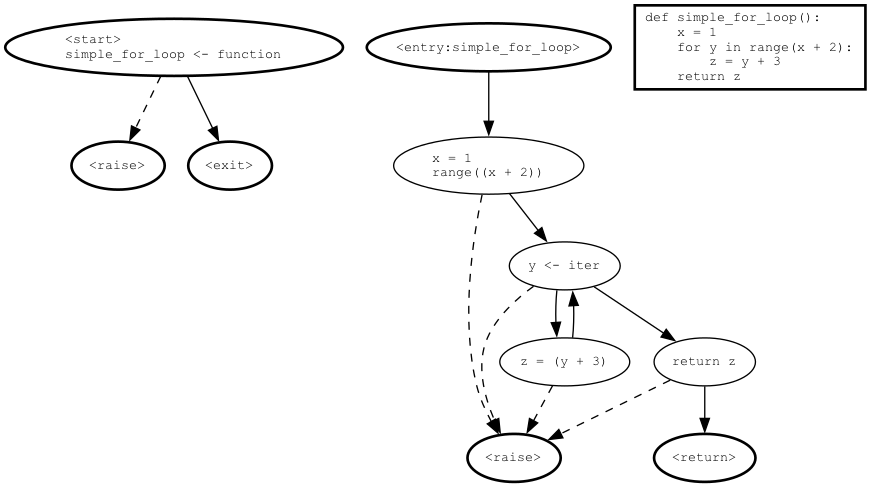 <start>
simple_for_loop <- function
<raise>
<exit>
<entry:simple_for_loop>
x = 1
range((x + 2))
y <- iter
z = (y + 3)
return z
<raise>
<return>
def simple_for_loop():
    x = 1
    for y in range(x + 2):
        z = y + 3
    return z